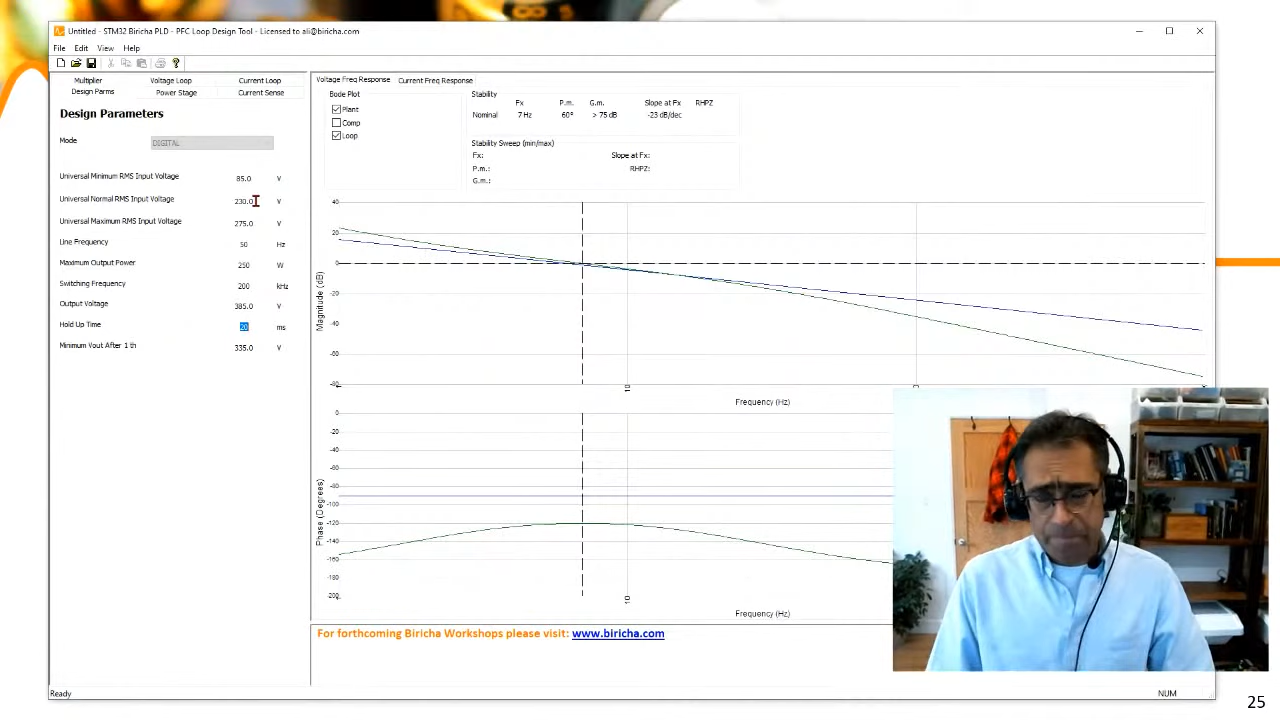 Untitled - STM32 Biricha PLD - PFC Loop Design Tool - Licensed to ali@biricha.com
File Edit View Help
Multiplier Voltage Loop Current Loop
Design Parms Power Stage Current Sense
Design Parameters
Mode DIGITAL
Universal Minimum RMS Input Voltage 85.0 V
Universal Normal RMS Input Voltage 230.0 V
Universal Maximum RMS Input Voltage 275.0 V
Line Frequency 50 Hz
Maximum Output Power 250 W
Switching Frequency 200 kHz
Output Voltage 385.0 V
Hold Up Time 20 ms
Minimum Vout After 1 th 335.0 V
Voltage Freq Response Current Freq Response
Bode Plot
Plant
Comp
Loop
Stability
Fx P.m. G.m. Slope at Fx RHPZ
Nominal 7 Hz 60° > 75 dB -23 dB/dec
Stability Sweep (min/max)
Fx: Slope at Fx:
P.m.: RHPZ:
G.m.:
40
20
0
-20
-40
-60
-80
Magnitude (dB)
10
Frequency (Hz)
0
-20
-40
-60
-80
-100
-120
-140
-160
-180
-200
Phase (Degrees)
10
Frequency (Hz)
For forthcoming Biricha Workshops please visit: www.biricha.com
Ready NUM
25